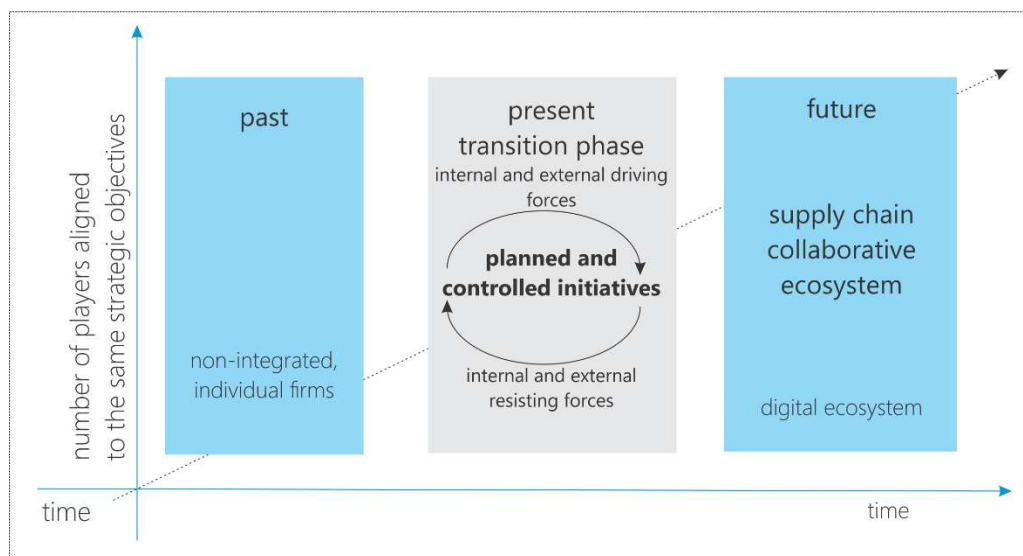 number of players aligned
to the same strategic objectives
past
non-integrated,
individual firms
present
transition phase
internal and external driving
forces
planned and
controlled initiatives
internal and external
resisting forces
future
supply chain
collaborative
ecosystem
digital ecosystem
time
time